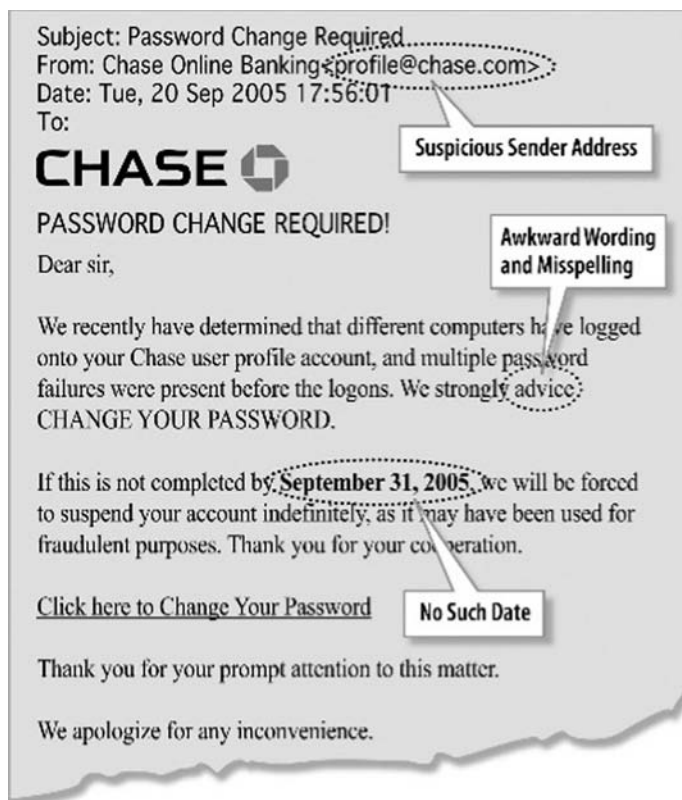 Subject: Password Change Required
From: Chase Online Banking<profile@chase.com>
Date: Tue, 20 Sep 2005 17:56:01
To:
Suspicious Sender Address
CHASE
PASSWORD CHANGE REQUIRED!
Awkward Wording
and Misspelling
Dear sir,
We recently have determined that different computers have logged
onto your Chase user profile account, and multiple password
failures were present before the logons. We strongly advice
CHANGE YOUR PASSWORD.
If this is not completed by September 31, 2005, we will be forced
to suspend your account indefinitely, as it may have been used for
fraudulent purposes. Thank you for your cooperation.
Click here to Change Your Password
No Such Date
Thank you for your prompt attention to this matter.
We apologize for any inconvenience.